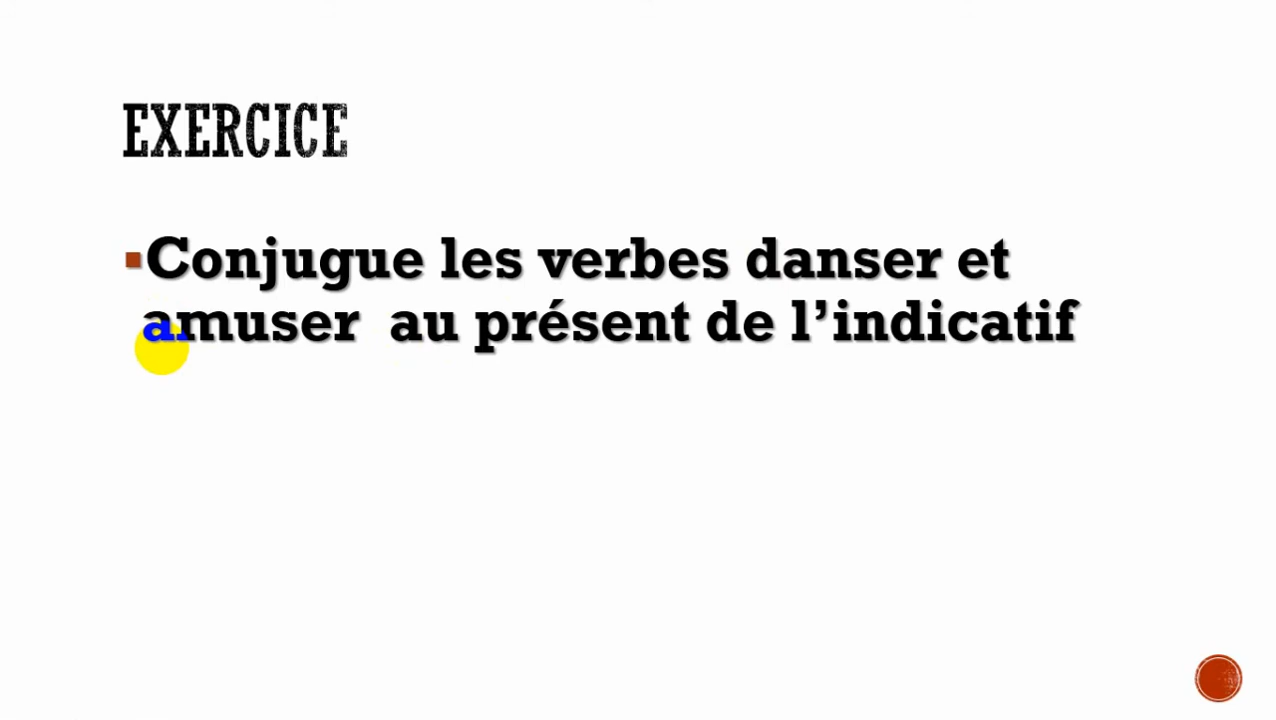 EXERCICE
Conjugue les verbes danser et
amuser au présent de l’indicatif